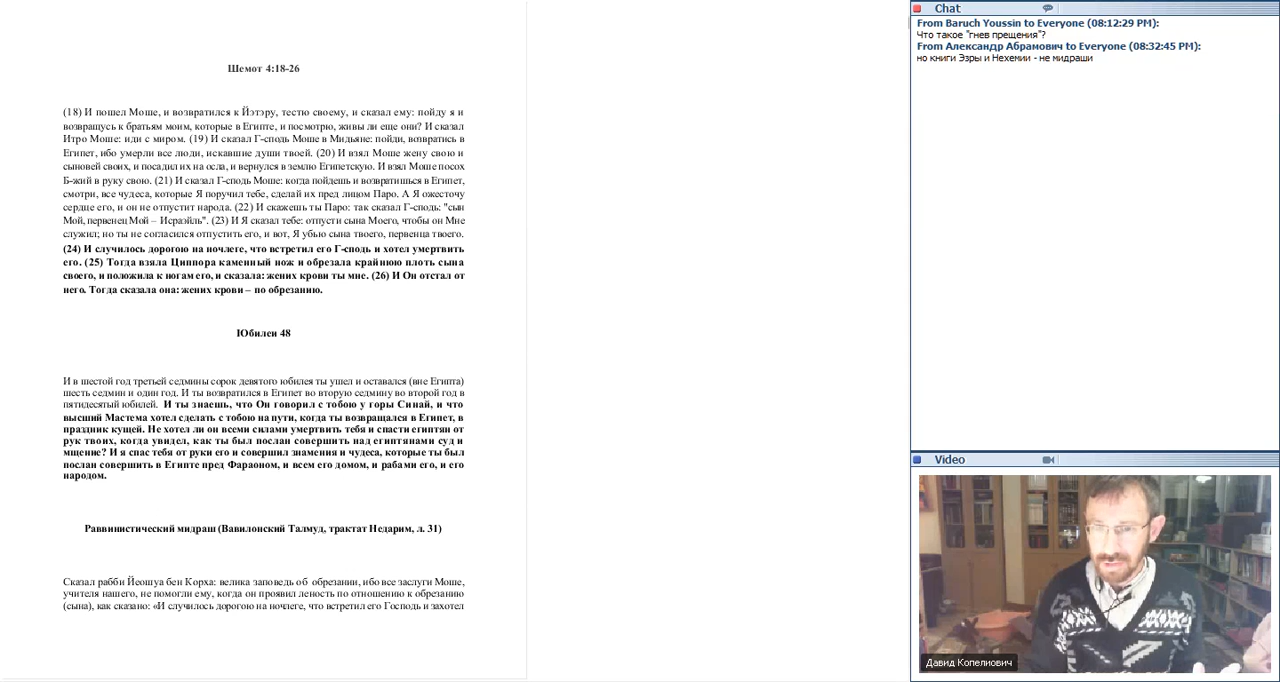 Шемот 4:18-26
(18) И пошел Моше, и возвратился к Йэтэру, тестю своему, и сказал ему: пойду я и
возвращусь к братьям моим, которые в Египте, и посмотрю, живы ли еще они? И сказал
Итро Моше: иди с миром. (19) И сказал Г-сподь Моше в Мидьяне: пойди, возвратись в
Египет, ибо умерли все люди, искавшие души твоей. (20) И взял Моше жену свою и
сыновей своих, и посадил их на осла, и вернулся в землю Египетскую. И взял Моше посох
Б-жий в руку свою. (21) И сказал Г-сподь Моше: когда пойдешь и возвратишься в Египет,
смотри, все чудеса, которые Я поручил тебе, сделай их пред лицом Паро. А Я ожесточу
сердце его, и он не отпустит народа. (22) И скажешь ты Паро: так сказал Г-сподь: "сын
Мой, первенец Мой – Исраэйль". (23) И Я сказал тебе: отпусти сына Моего, чтобы он Мне
служил; но ты не согласился отпустить его, и вот, Я убью сына твоего, первенца твоего.
(24) И случилось дорогою на ночлеге, что встретил его Г-сподь и хотел умертвить
его. (25) Тогда взяла Циппора каменный нож и обрезала крайнюю плоть сына
своего, и положила к ногам его, и сказала: жених крови ты мне. (26) И Он отстал от
него. Тогда сказала она: жених крови – по обрезанию.
Юбилеи 48
И в шестой год третьей седмины сорок девятого юбилея ты ушел и оставался (вне Египта)
шесть седмин и один год. И ты возвратился в Египет во вторую седмину во второй год в
пятидесятый юбилей. И ты знаешь, что Он говорил с тобою у горы Синай, и что
высший Мастема хотел сделать с тобою на пути, когда ты возвращался в Египет, в
праздник кущей. Не хотел ли он всеми силами умертвить тебя и спасти египтян от
рук твоих, когда увидел, как ты был послан совершить над египтянами суд и
мщение? И я спас тебя от руки его и совершил знамения и чудеса, которые ты был
послан совершить в Египте пред Фараоном, и всем его домом, и рабами его, и его
народом.
Раввинистический мидраш (Вавилонский Талмуд, трактат Недарим, л. 31)
Сказал рабби Йеошуа бен Корха: велика заповедь об обрезании, ибо все заслуги Моше,
учителя нашего, не помогли ему, когда он проявил леность по отношению к обрезанию
(сына), как сказано: «И случилось дорогою на ночлеге, что встретил его Господь и захотел
Chat
From Baruch Youssin to Everyone (08:12:29 PM):
Что такое "гнев прещения"?
From Александр Абрамович to Everyone (08:32:45 PM):
но книги Эзры и Нехемии - не мидраши
Video
Давид Копелиович